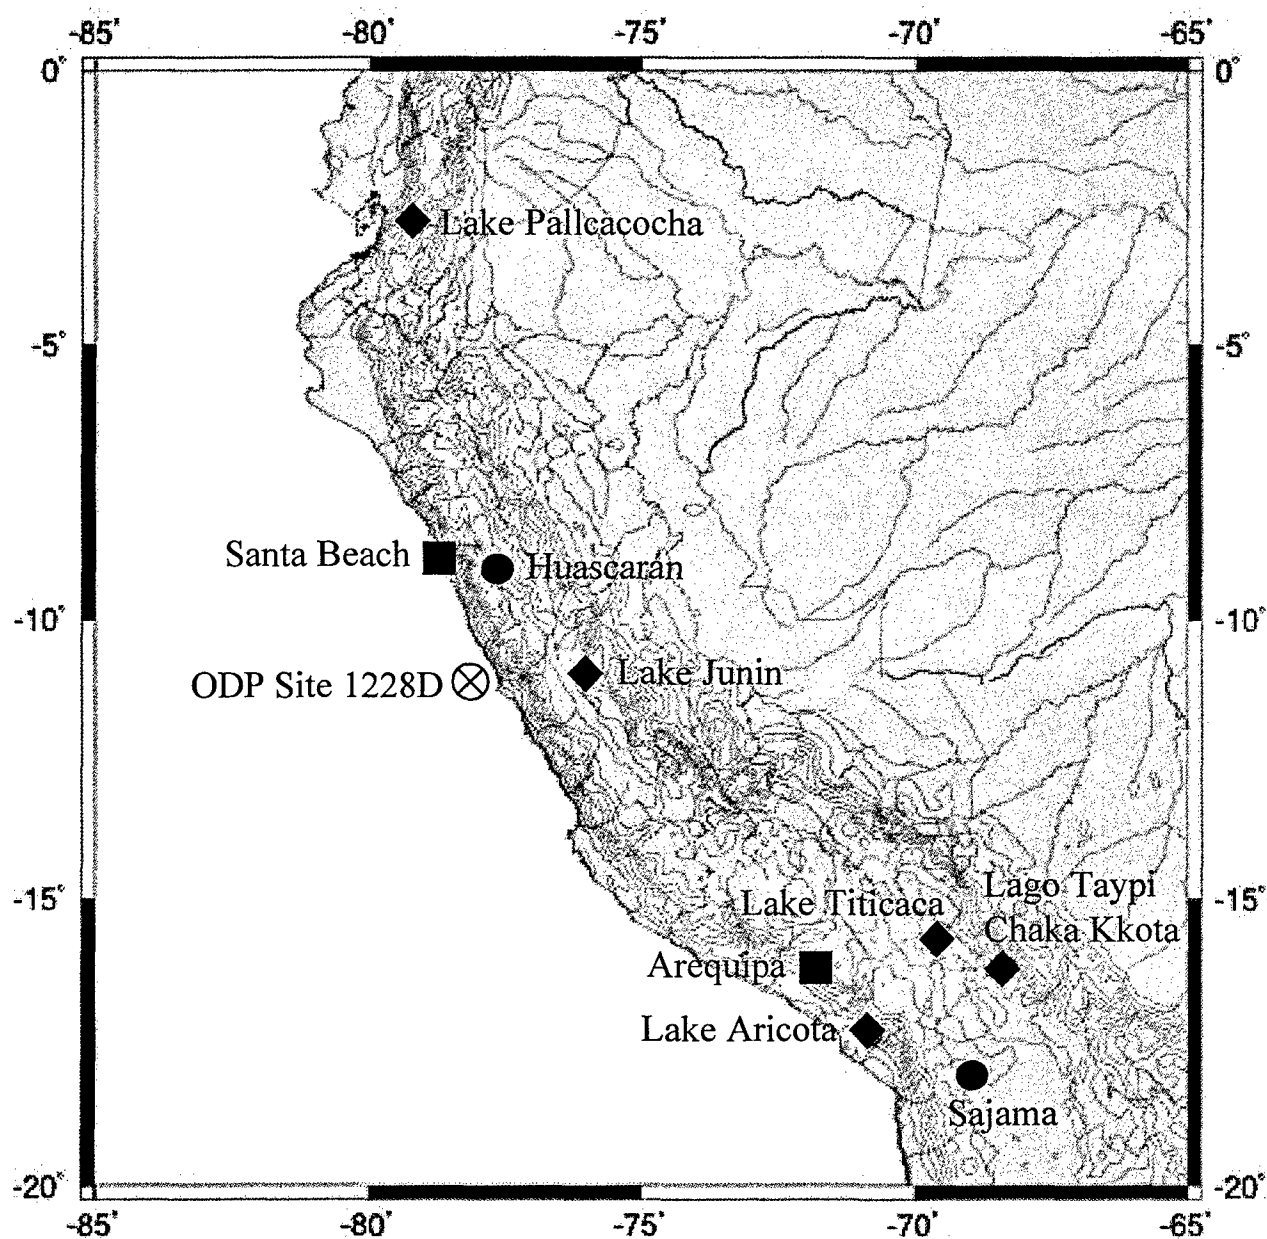 -85° -80° -75° -70° -65°
0° 0°
Lake Pallcacocha
-5° -5°
Santa Beach
Huascarán
-10° -10°
Lake Junin
ODP Site 1228D
Lago Taypi
-15° -15°
Lake Titicaca
Chaka Kkota
Arequipa
Lake Aricota
Sajama
-20° -20°
-85° -80° -75° -70° -65°